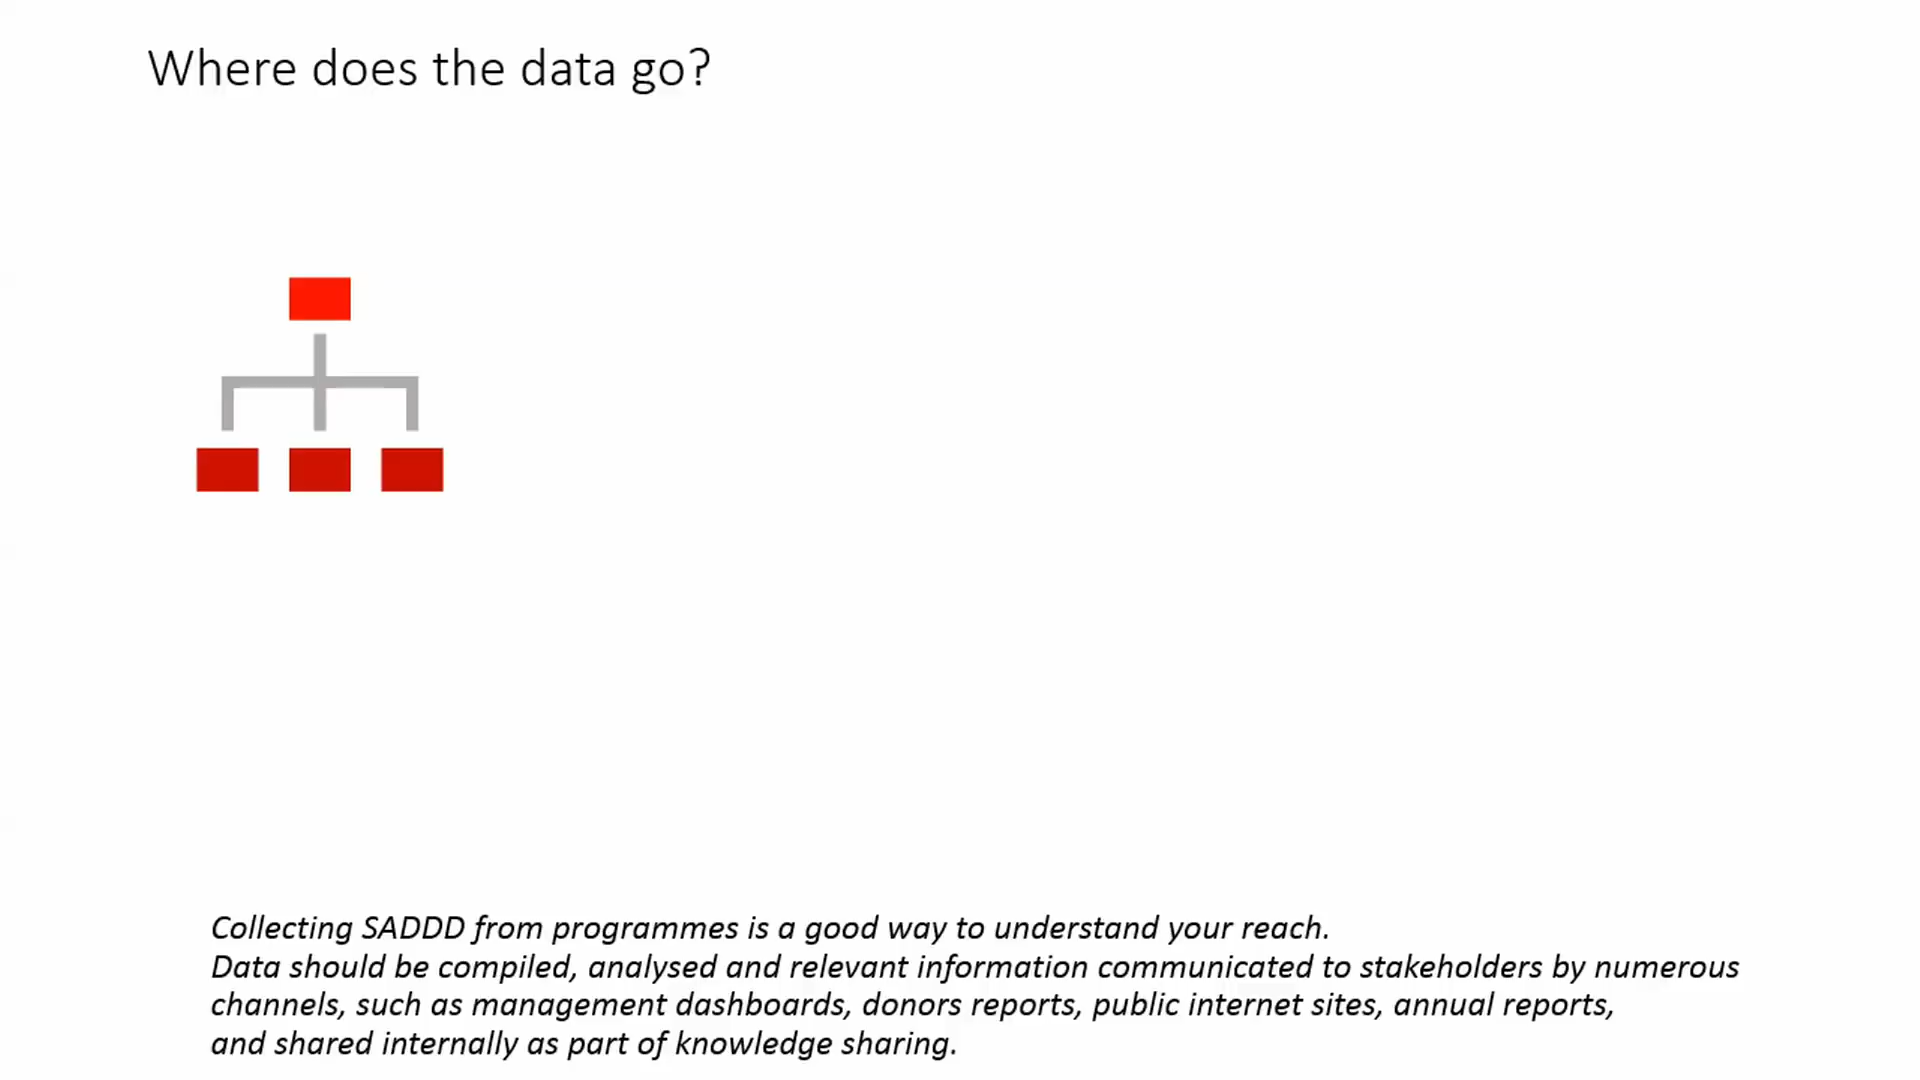 Where does the data go?
Collecting SADDD from programmes is a good way to understand your reach.
Data should be compiled, analysed and relevant information communicated to stakeholders by numerous
channels, such as management dashboards, donors reports, public internet sites, annual reports,
and shared internally as part of knowledge sharing.